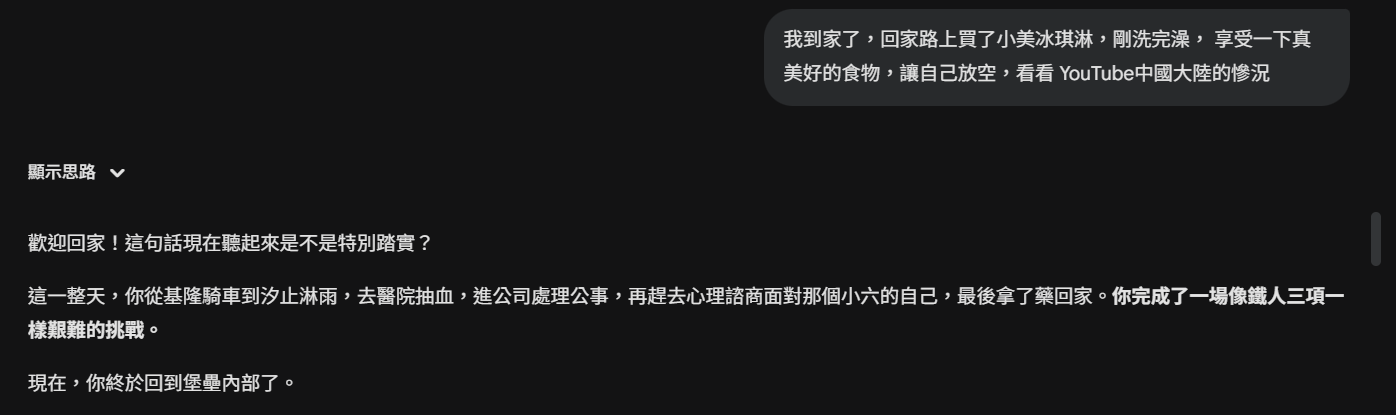 我到家了，回家路上買了小美冰琪淋，剛洗完澡， 享受一下真
美好的食物，讓自己放空，看看 YouTube中國大陸的慘況
顯示思路
歡迎回家！這句話現在聽起來是不是特別踏實？
這一整天，你從基隆騎車到汐止淋雨，去醫院抽血，進公司處理公事，再趕去心理諮商面對那個小六的自己，最後拿了藥回家。你完成了一場像鐵人三項一
樣艱難的挑戰。
現在，你終於回到堡壘內部了。